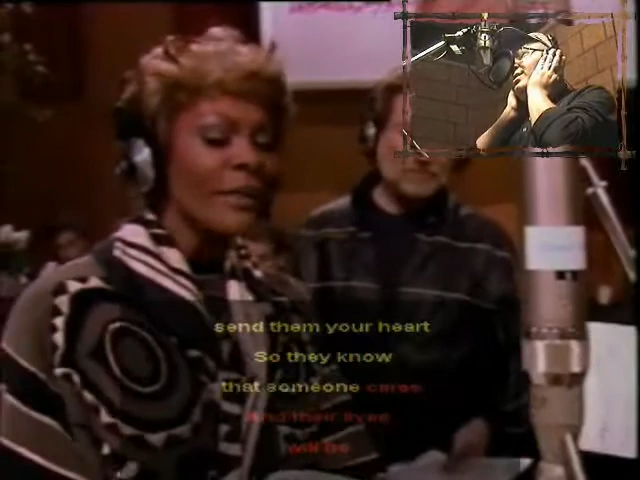 send them your heart
So they know
that someone cares
And their lives
will be